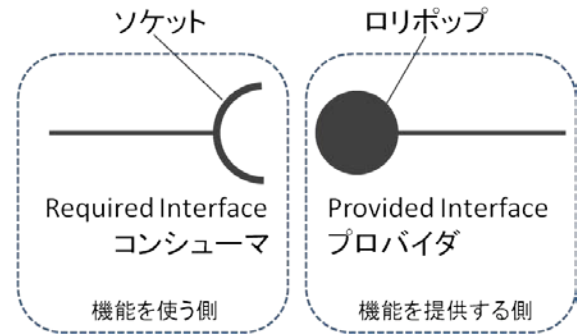 ソケット
ロリポップ
Required Interface
コンシューマ
機能を使う側
Provided Interface
プロバイダ
機能を提供する側